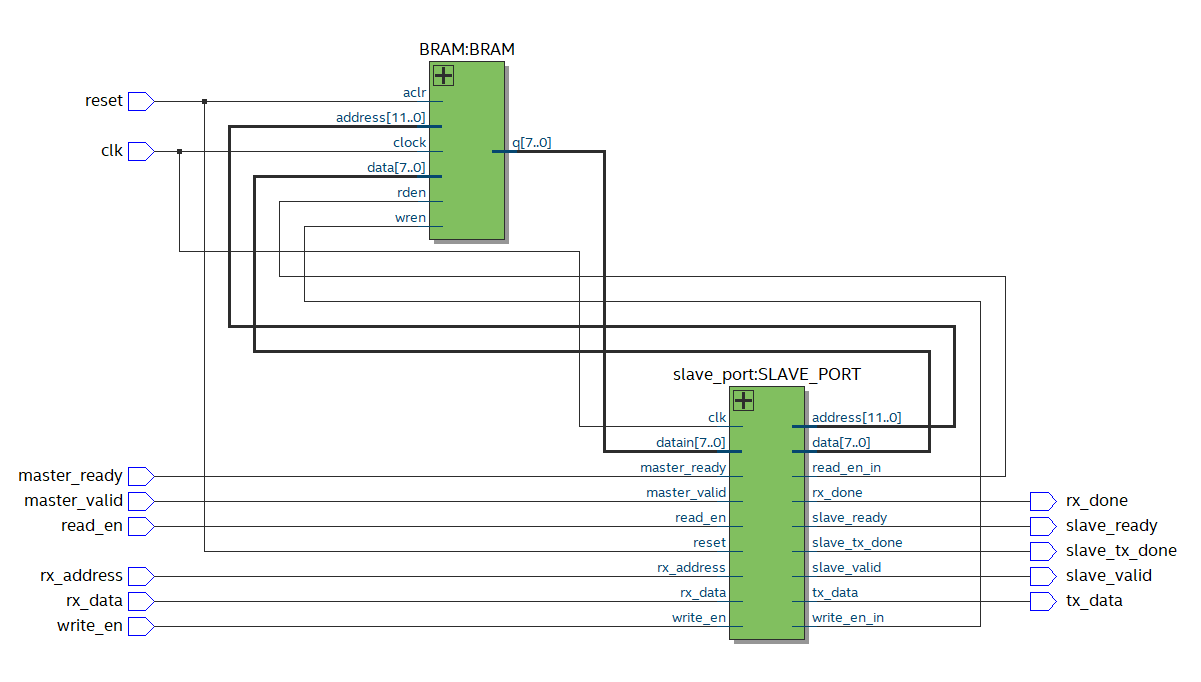 BRAM:BRAM
reset
aclr
address[11..0]
clk
clock
q[7..0]
data[7..0]
rden
wren
slave_port:SLAVE_PORT
clk
address[11..0]
datain[7..0]
data[7..0]
master_ready
master_ready
read_en_in
master_valid
master_valid
rx_done
rx_done
read_en
read_en
slave_ready
slave_ready
reset
slave_tx_done
slave_tx_done
rx_address
rx_address
slave_valid
slave_valid
rx_data
rx_data
tx_data
tx_data
write_en
write_en
write_en_in